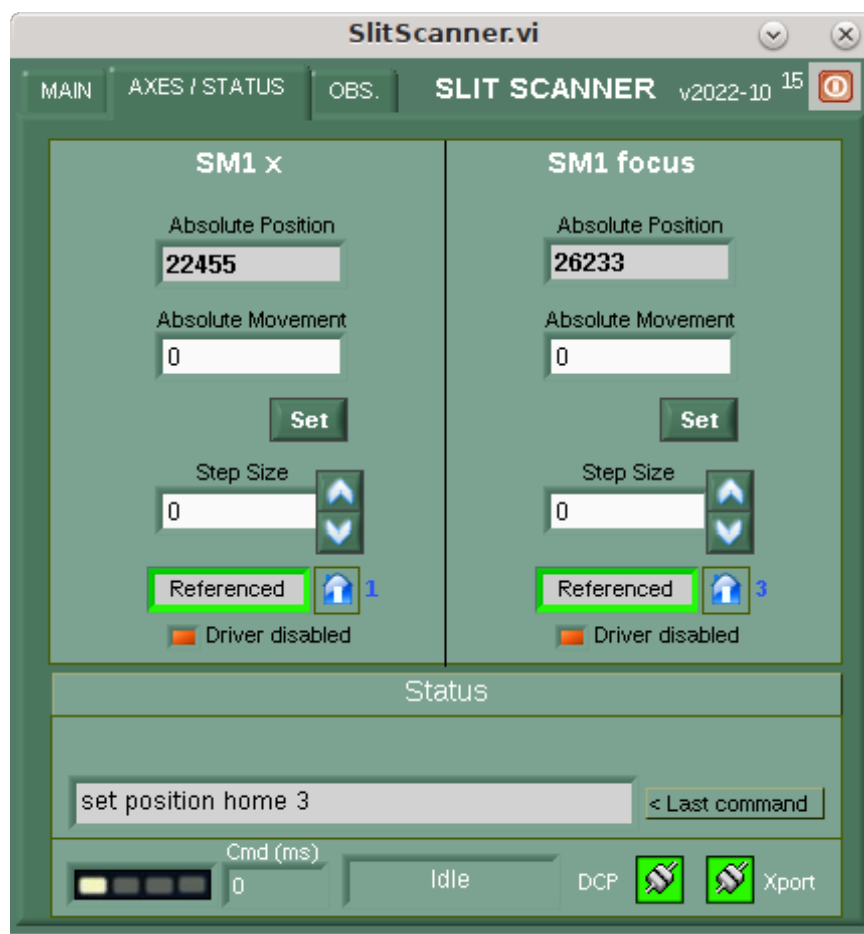 SlitScanner.vi
MAIN
AXES / STATUS
OBS.
SLIT SCANNER v2022-10 15
SM1 x
Absolute Position
22455
Absolute Movement
0
Set
Step Size
0
Referenced
1
Driver disabled
SM1 focus
Absolute Position
26233
Absolute Movement
0
Set
Step Size
0
Referenced
3
Driver disabled
Status
set position home 3
< Last command
Cmd (ms)
0
Idle
DCP
Xport